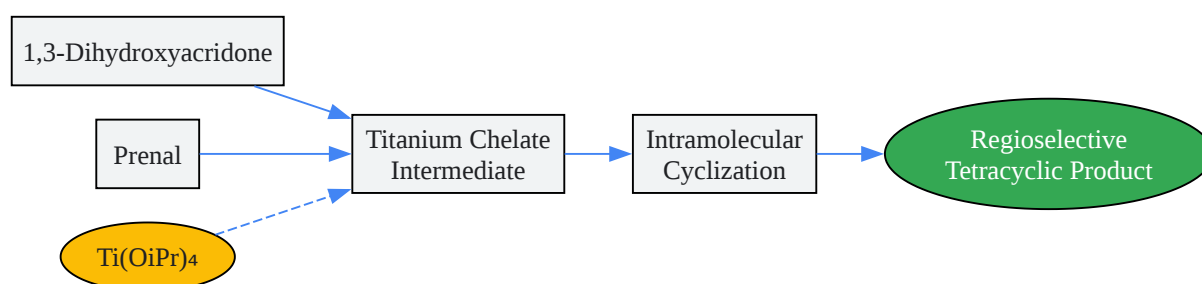 1,3-Dihydroxyacridone
Prenal
Ti(OiPr)₄
Titanium Chelate
Intermediate
Intramolecular
Cyclization
Regioselective
Tetracyclic Product